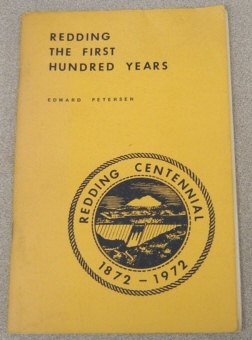 REDDING
THE FIRST
HUNDRED YEARS
EDWARD PETERSEN
REDDING CENTENNIAL
1872-1972